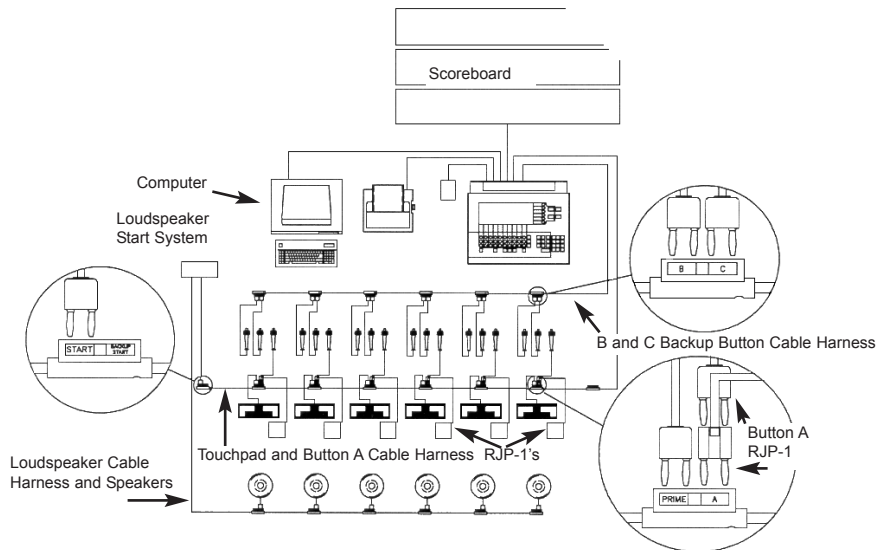 Scoreboard
Computer
Loudspeaker
Start System
B C
B and C Backup Button Cable Harness
START BACKUP
START
Touchpad and Button A Cable Harness RJP-1's
Button A
RJP-1
Loudspeaker Cable
Harness and Speakers
PRIME A